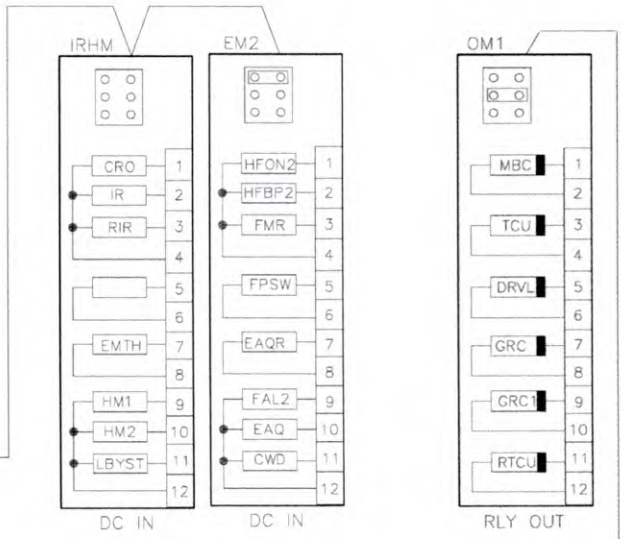 IRHM
CRO 1
IR 2
RIR 3
4
5
6
EMTH 7
8
HM1 9
HM2 10
LBYST 11
12
DC IN
EM2
HFON2 1
HFBP2 2
FMR 3
4
FPSW 5
6
EAQR 7
8
FAL2 9
EAQ 10
CWD 11
12
DC IN
OM1
MBC 1
2
TCU 3
4
DRVL 5
6
GRC 7
8
GRC1 9
10
RTCU 11
12
RLY OUT